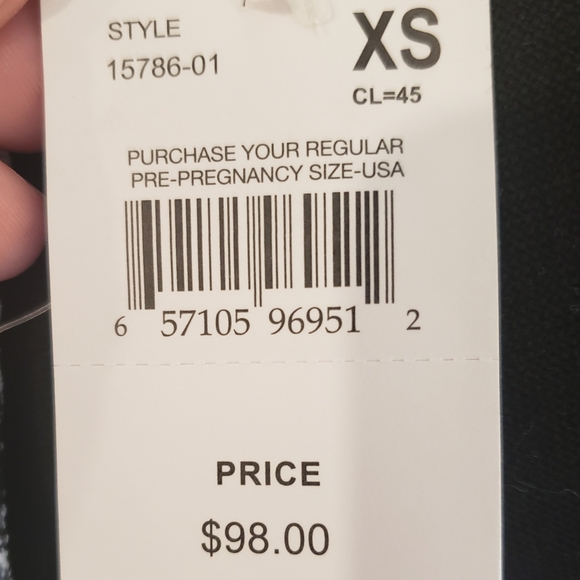 STYLE
15786-01
XS
CL=45
PURCHASE YOUR REGULAR
PRE-PREGNANCY SIZE-USA
6 57105 96951 2
PRICE
$98.00